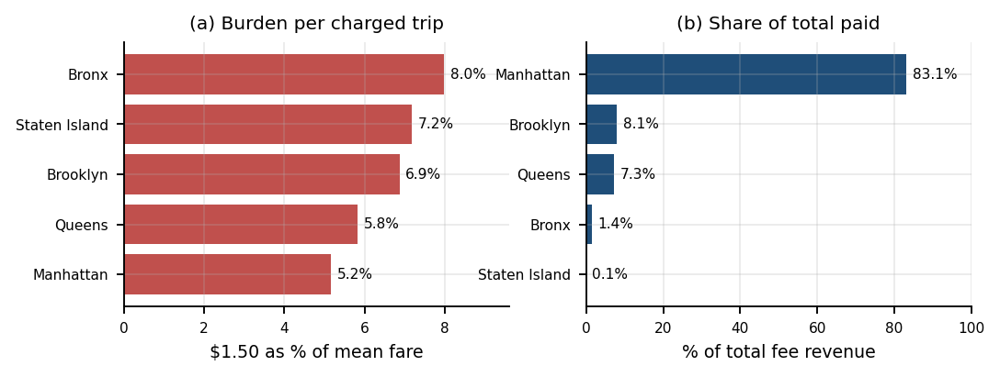 (a) Burden per charged trip
Bronx 8.0%
Staten Island 7.2%
Brooklyn 6.9%
Queens 5.8%
Manhattan 5.2%
0 2 4 6 8
$1.50 as % of mean fare
(b) Share of total paid
Manhattan 83.1%
Brooklyn 8.1%
Queens 7.3%
Bronx 1.4%
Staten Island 0.1%
0 20 40 60 80 100
% of total fee revenue